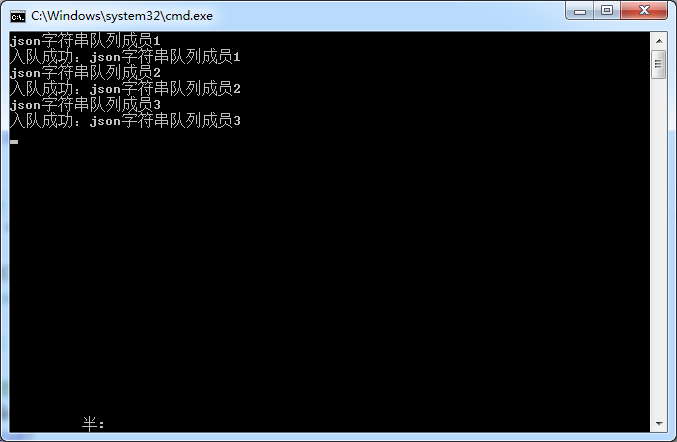 C:\Windows\system32\cmd.exe
json字符串队列成员1
入队成功：json字符串队列成员1
json字符串队列成员2
入队成功：json字符串队列成员2
json字符串队列成员3
入队成功：json字符串队列成员3
半：